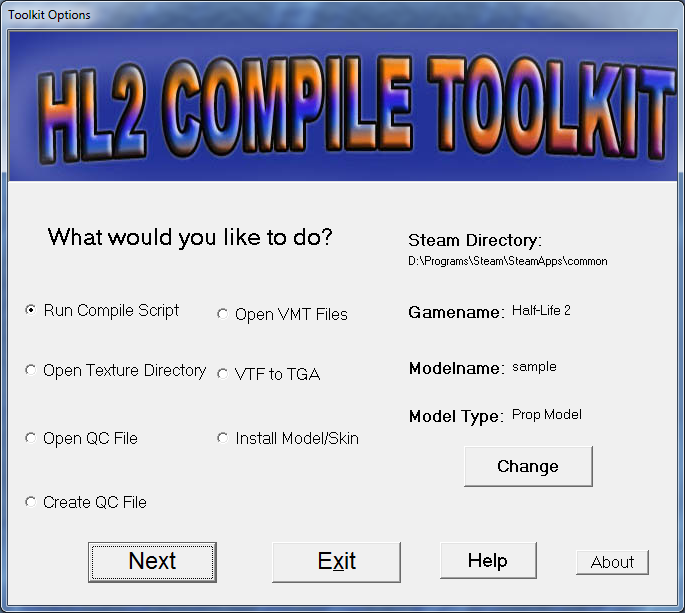 Toolkit Options
HL2 COMPILE TOOLKIT
What would you like to do?
Run Compile Script
Open Texture Directory
Open QC File
Create QC File
Open VMT Files
VTF to TGA
Install Model/Skin
Steam Directory:
D:\Programs\Steam\SteamApps\common
Gamename: Half-Life 2
Modelname: sample
Model Type: Prop Model
Change
Next
Exit
Help
About